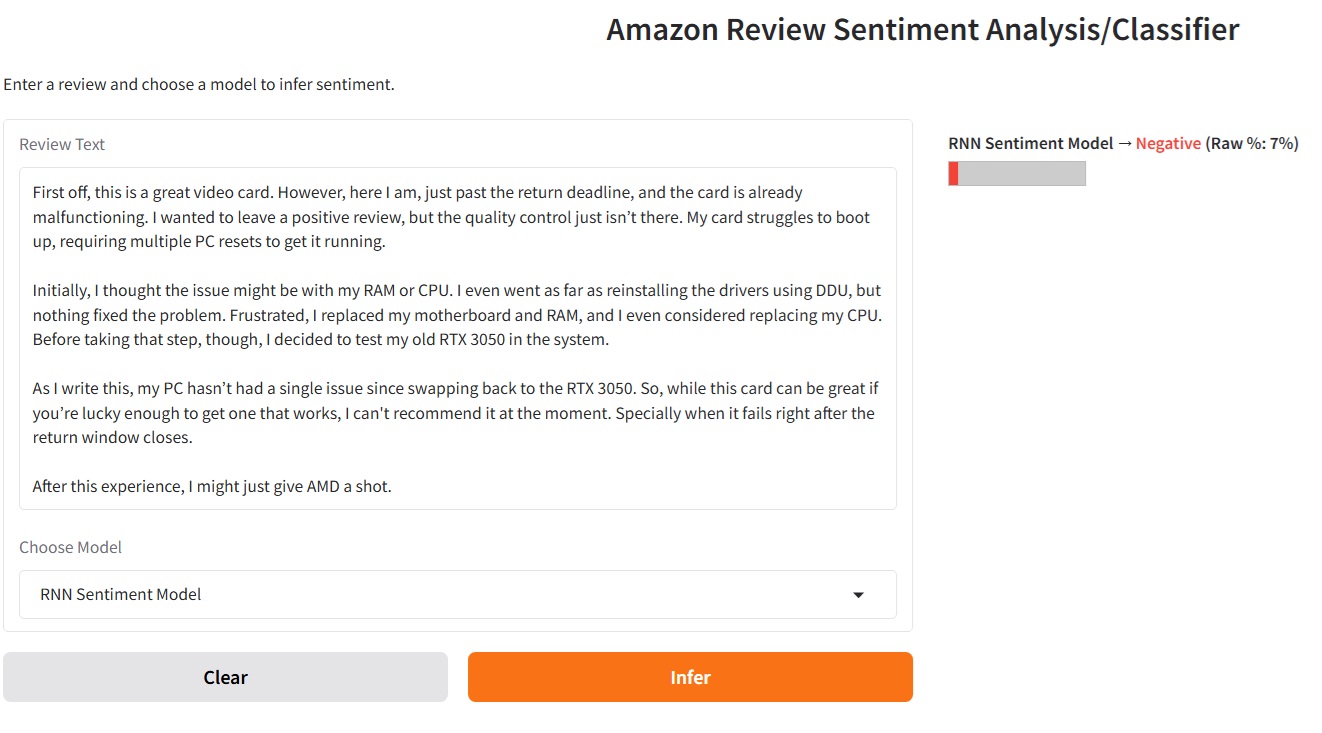 Amazon Review Sentiment Analysis/Classifier
Enter a review and choose a model to infer sentiment.
Review Text
First off, this is a great video card. However, here I am, just past the return deadline, and the card is already
malfunctioning. I wanted to leave a positive review, but the quality control just isn’t there. My card struggles to boot
up, requiring multiple PC resets to get it running.
Initially, I thought the issue might be with my RAM or CPU. I even went as far as reinstalling the drivers using DDU, but
nothing fixed the problem. Frustrated, I replaced my motherboard and RAM, and I even considered replacing my CPU.
Before taking that step, though, I decided to test my old RTX 3050 in the system.
As I write this, my PC hasn’t had a single issue since swapping back to the RTX 3050. So, while this card can be great if
you’re lucky enough to get one that works, I can't recommend it at the moment. Specially when it fails right after the
return window closes.
After this experience, I might just give AMD a shot.
Choose Model
RNN Sentiment Model
Clear
Infer
RNN Sentiment Model → Negative (Raw %: 7%)